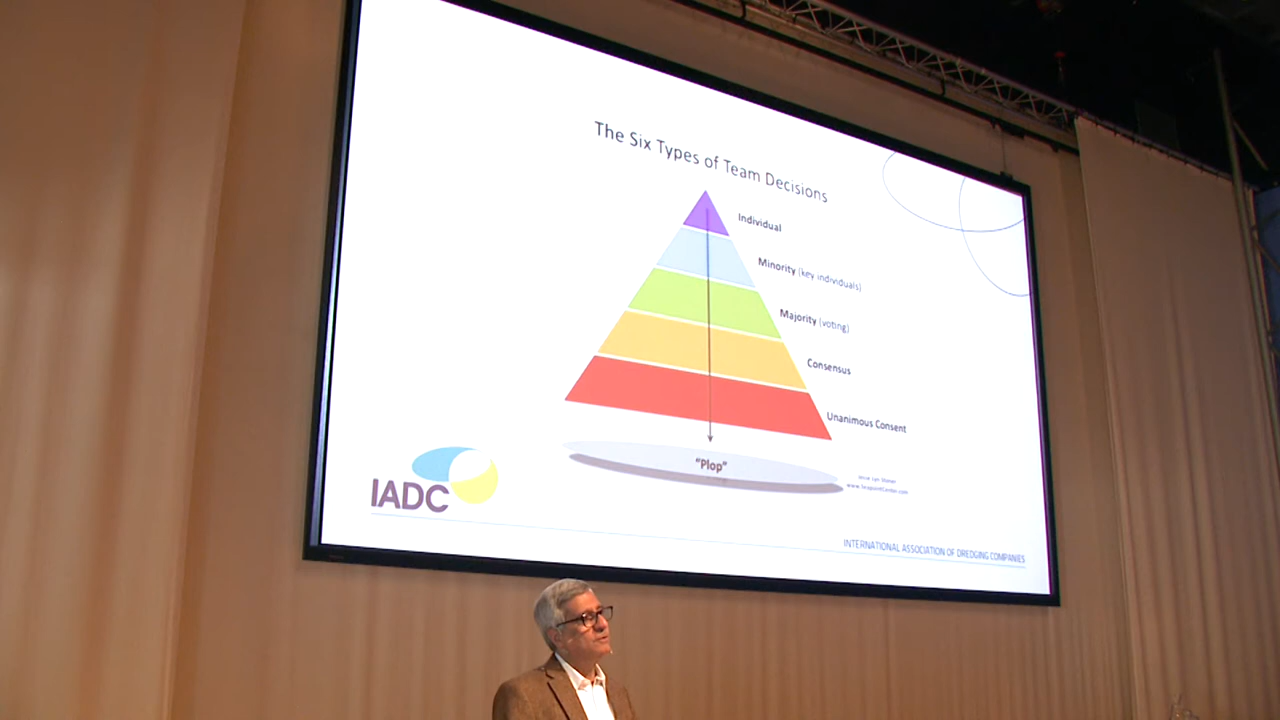 The Six Types of Team Decisions
Individual
Minority (key individuals)
Majority (voting)
Consensus
Unanimous Consent
“Plop”
IADC
INTERNATIONAL ASSOCIATION OF DREDGING COMPANIES